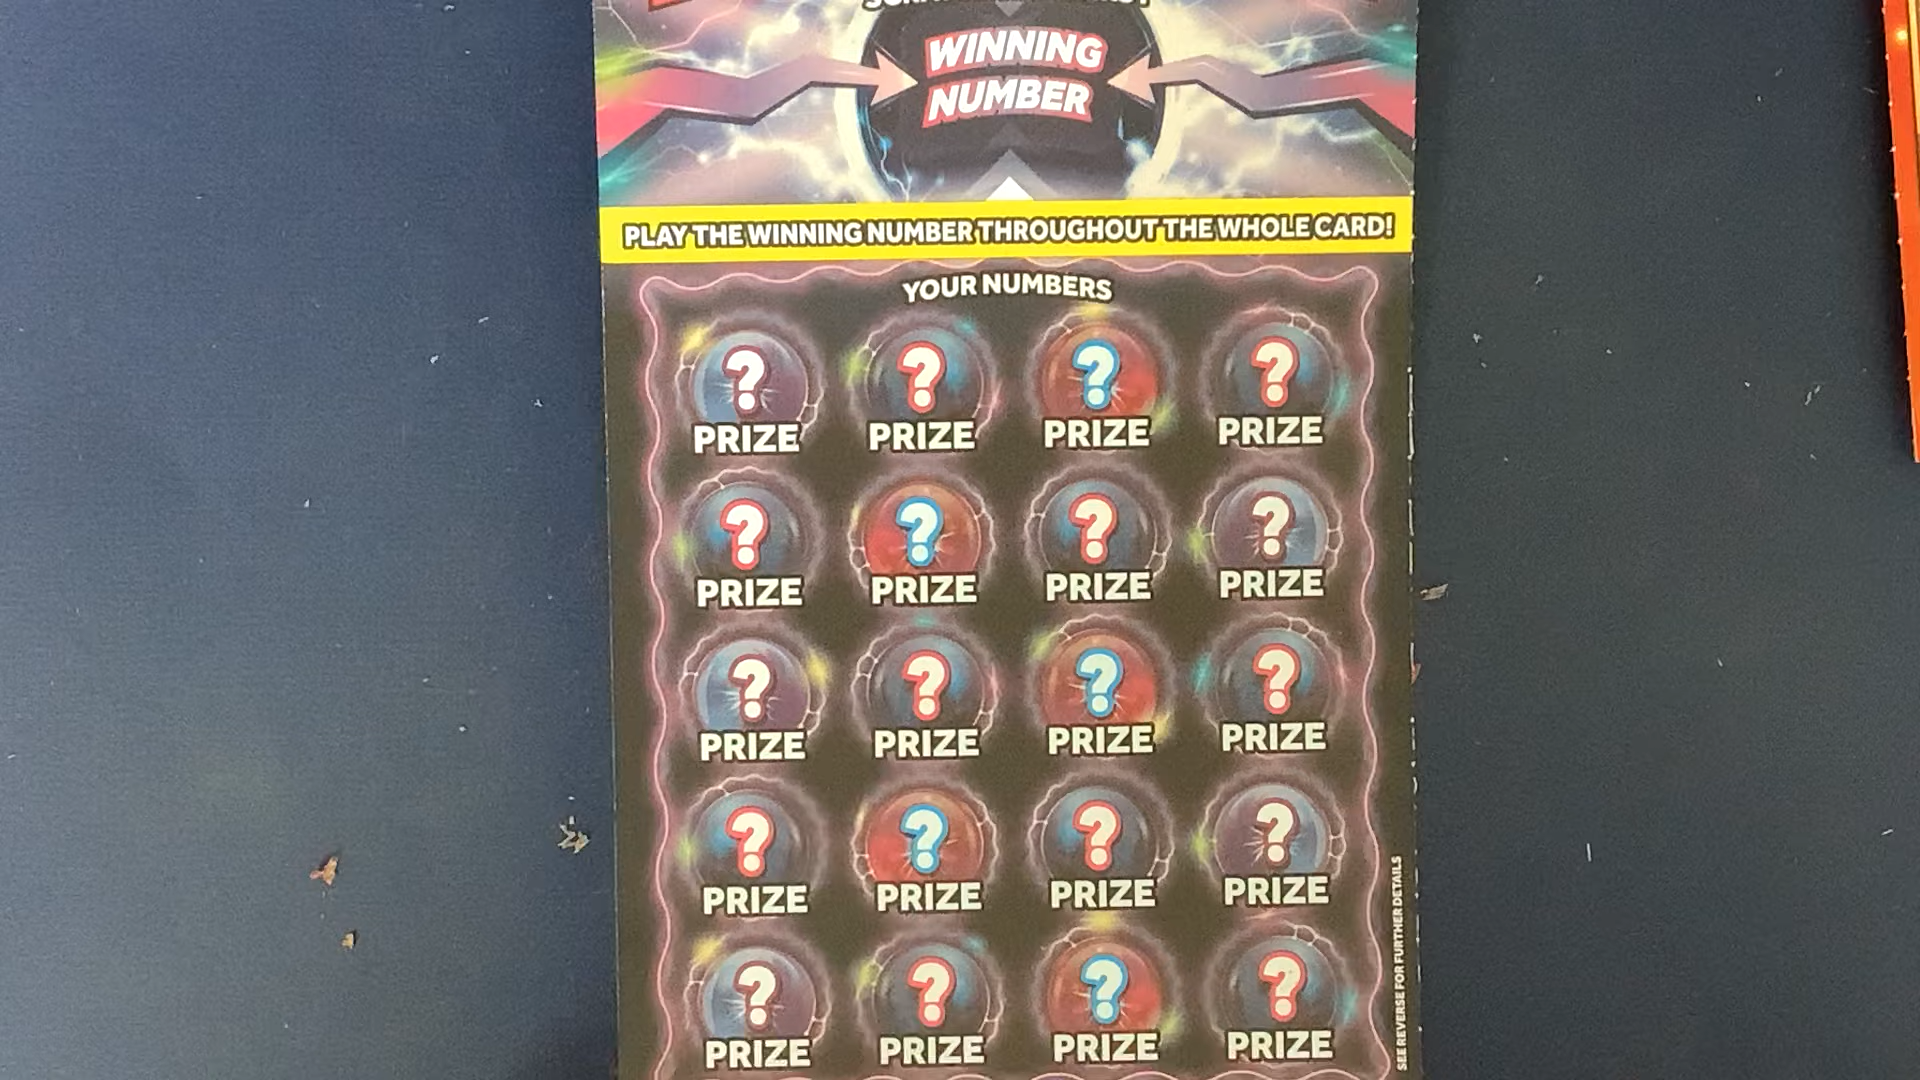 WINNING
NUMBER
PLAY THE WINNING NUMBER THROUGHOUT THE WHOLE CARD!
YOUR NUMBERS
? ? ? ?
PRIZE PRIZE PRIZE PRIZE
? ? ? ?
PRIZE PRIZE PRIZE PRIZE
? ? ? ?
PRIZE PRIZE PRIZE PRIZE
? ? ? ?
PRIZE PRIZE PRIZE PRIZE
? ? ? ?
PRIZE PRIZE PRIZE PRIZE
SEE REVERSE FOR FURTHER DETAILS